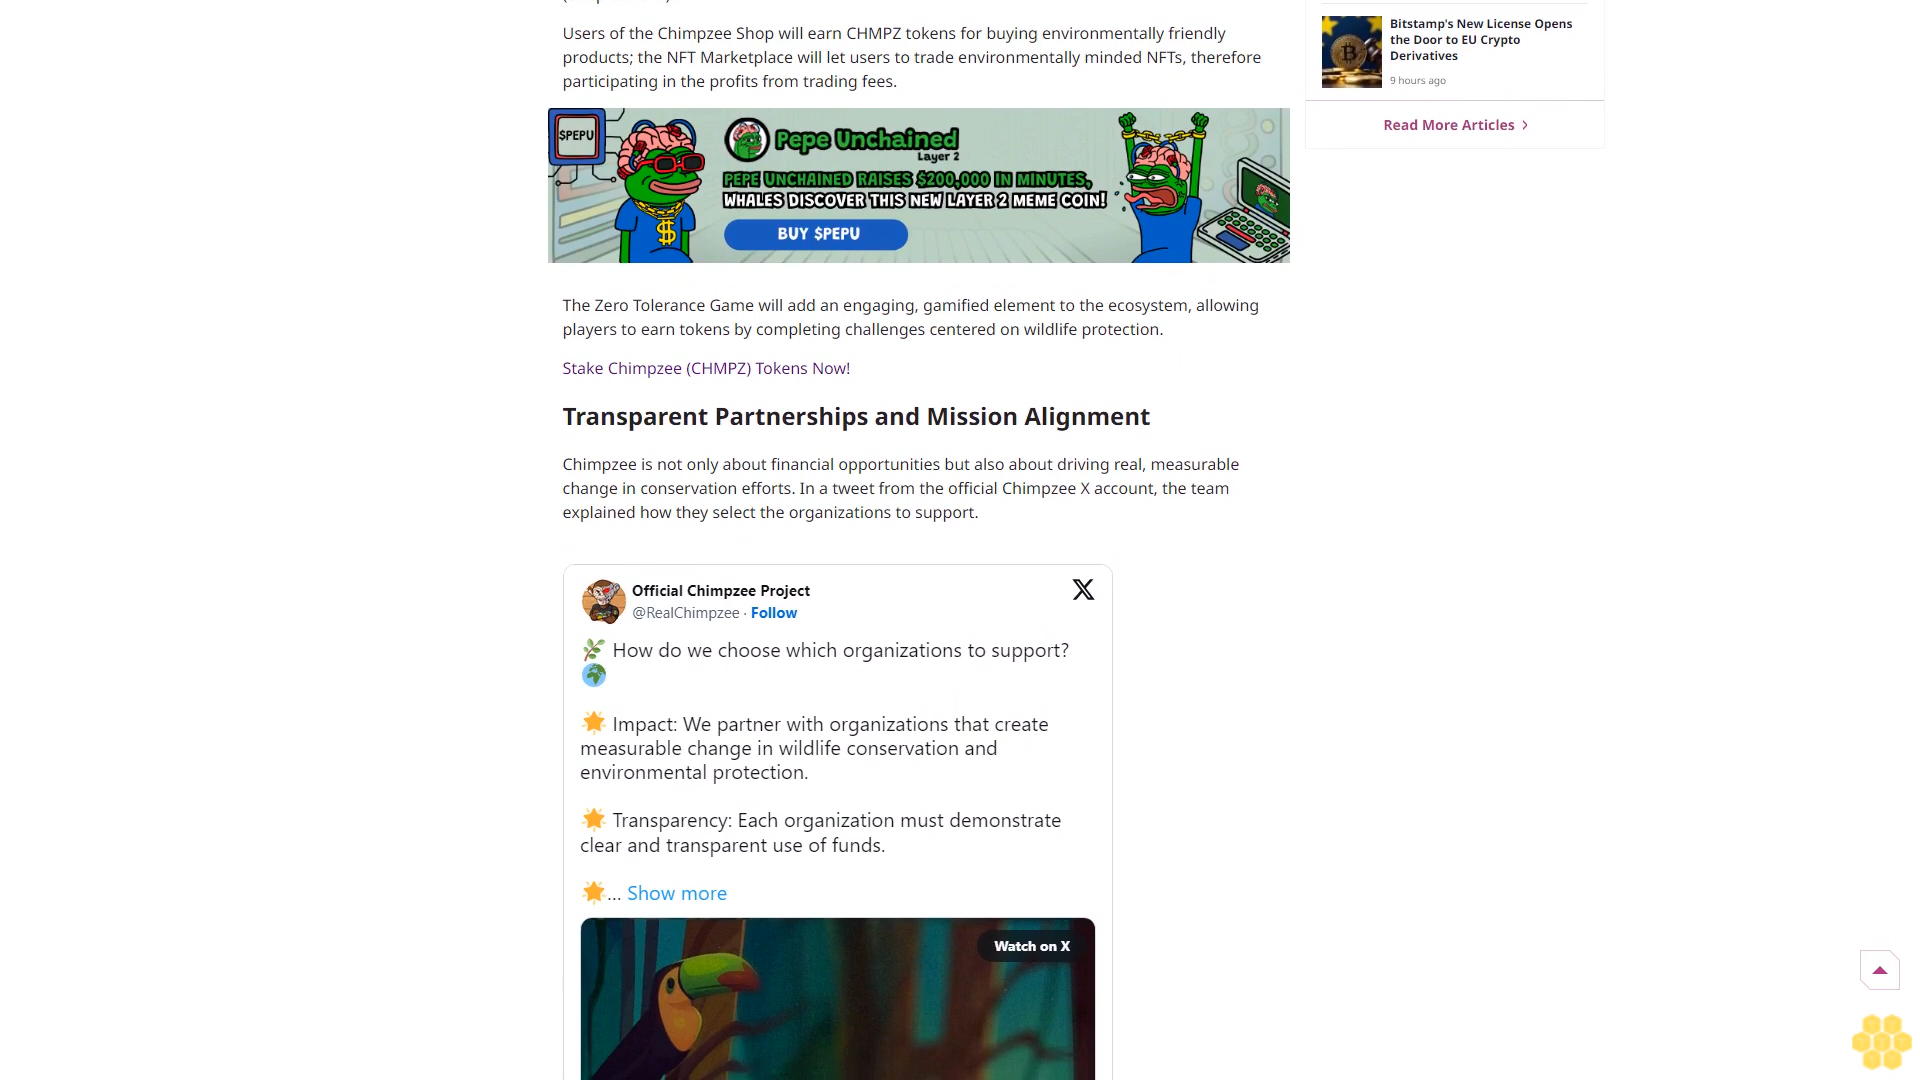 Users of the Chimpzee Shop will earn CHMPZ tokens for buying environmentally friendly
products; the NFT Marketplace will let users to trade environmentally minded NFTs, therefore
participating in the profits from trading fees.
$PEPU
Pepe Unchained
Layer 2
PEPE UNCHAINED RAISES $200,000 IN MINUTES,
WHALES DISCOVER THIS NEW LAYER 2 MEME COIN!
BUY $PEPU
The Zero Tolerance Game will add an engaging, gamified element to the ecosystem, allowing
players to earn tokens by completing challenges centered on wildlife protection.
Stake Chimpzee (CHMPZ) Tokens Now!
Transparent Partnerships and Mission Alignment
Chimpzee is not only about financial opportunities but also about driving real, measurable
change in conservation efforts. In a tweet from the official Chimpzee X account, the team
explained how they select the organizations to support.
Official Chimpzee Project
@RealChimpzee · Follow
🌿 How do we choose which organizations to support?
🌍
🌟 Impact: We partner with organizations that create
measurable change in wildlife conservation and
environmental protection.
🌟 Transparency: Each organization must demonstrate
clear and transparent use of funds.
🌟... Show more
Watch on X
Bitstamp's New License Opens
the Door to EU Crypto
Derivatives
9 hours ago
Read More Articles